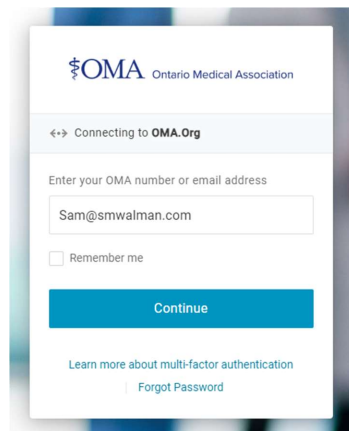 OMA Ontario Medical Association
Connecting to OMA.Org
Enter your OMA number or email address
Sam@smwalman.com
Remember me
Continue
Learn more about multi-factor authentication
Forgot Password